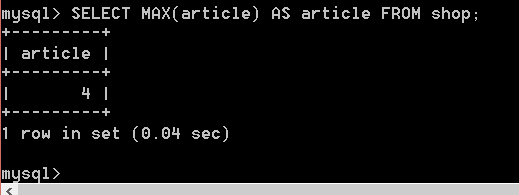 mysql> SELECT MAX(article) AS article FROM shop;
+---------+
| article |
+---------+
|       4 |
+---------+
1 row in set (0.04 sec)
mysql>